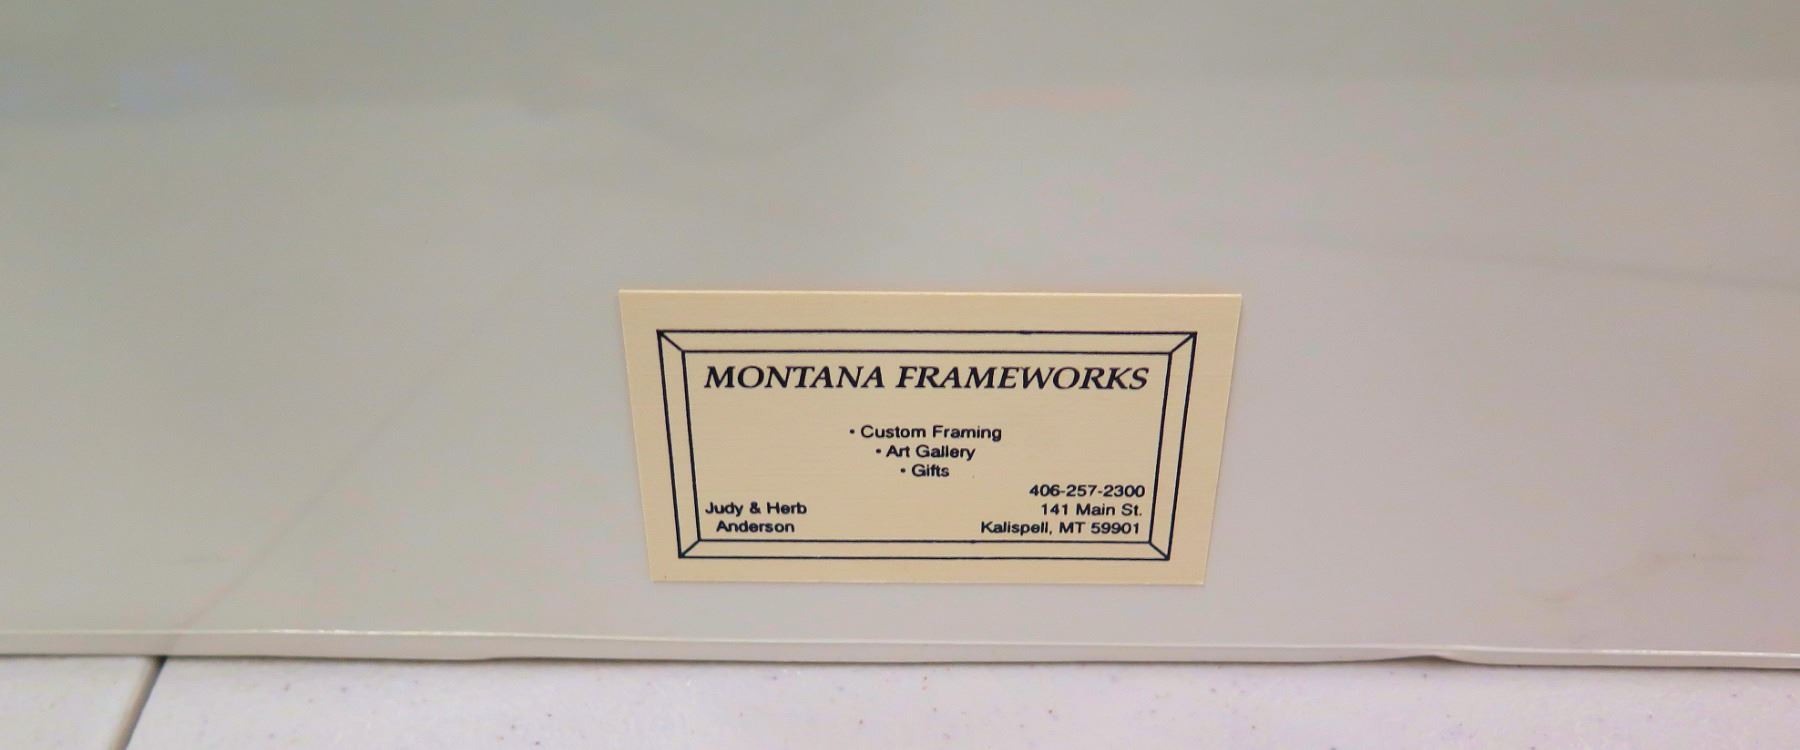 MONTANA FRAMEWORKS
• Custom Framing
• Art Gallery
• Gifts
406-257-2300
Judy & Herb
141 Main St.
Anderson
Kalispell, MT 59901